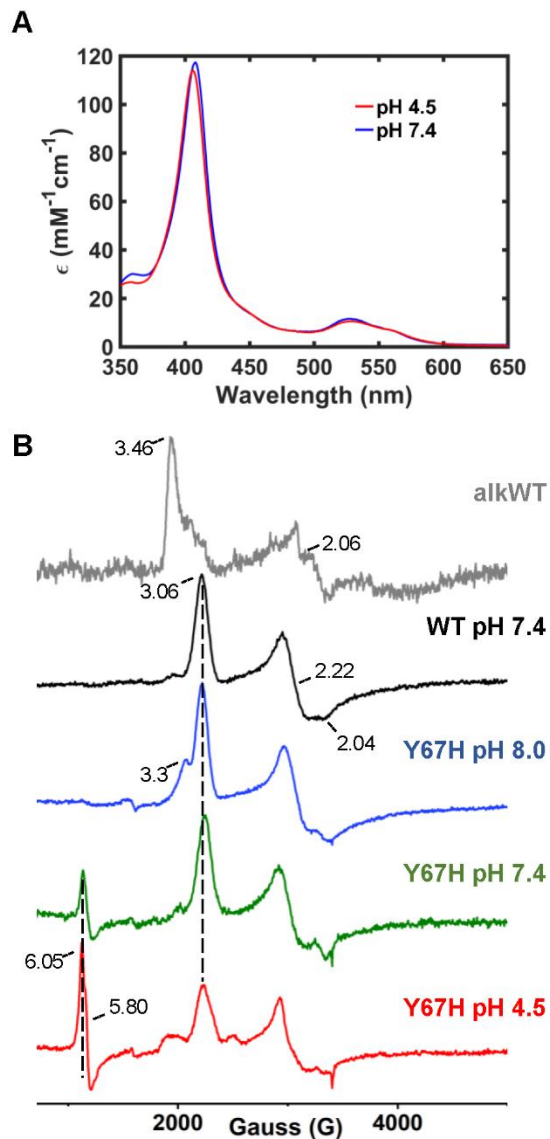 A
120
100
80
60
40
20
0
ϵ (mM⁻¹cm⁻¹)
pH 4.5
pH 7.4
350 400 450 500 550 600 650
Wavelength (nm)
B
3.46
alkWT
2.06
3.06
WT pH 7.4
2.22
2.04
Y67H pH 8.0
3.3
Y67H pH 7.4
6.05
5.80
Y67H pH 4.5
2000 4000
Gauss (G)